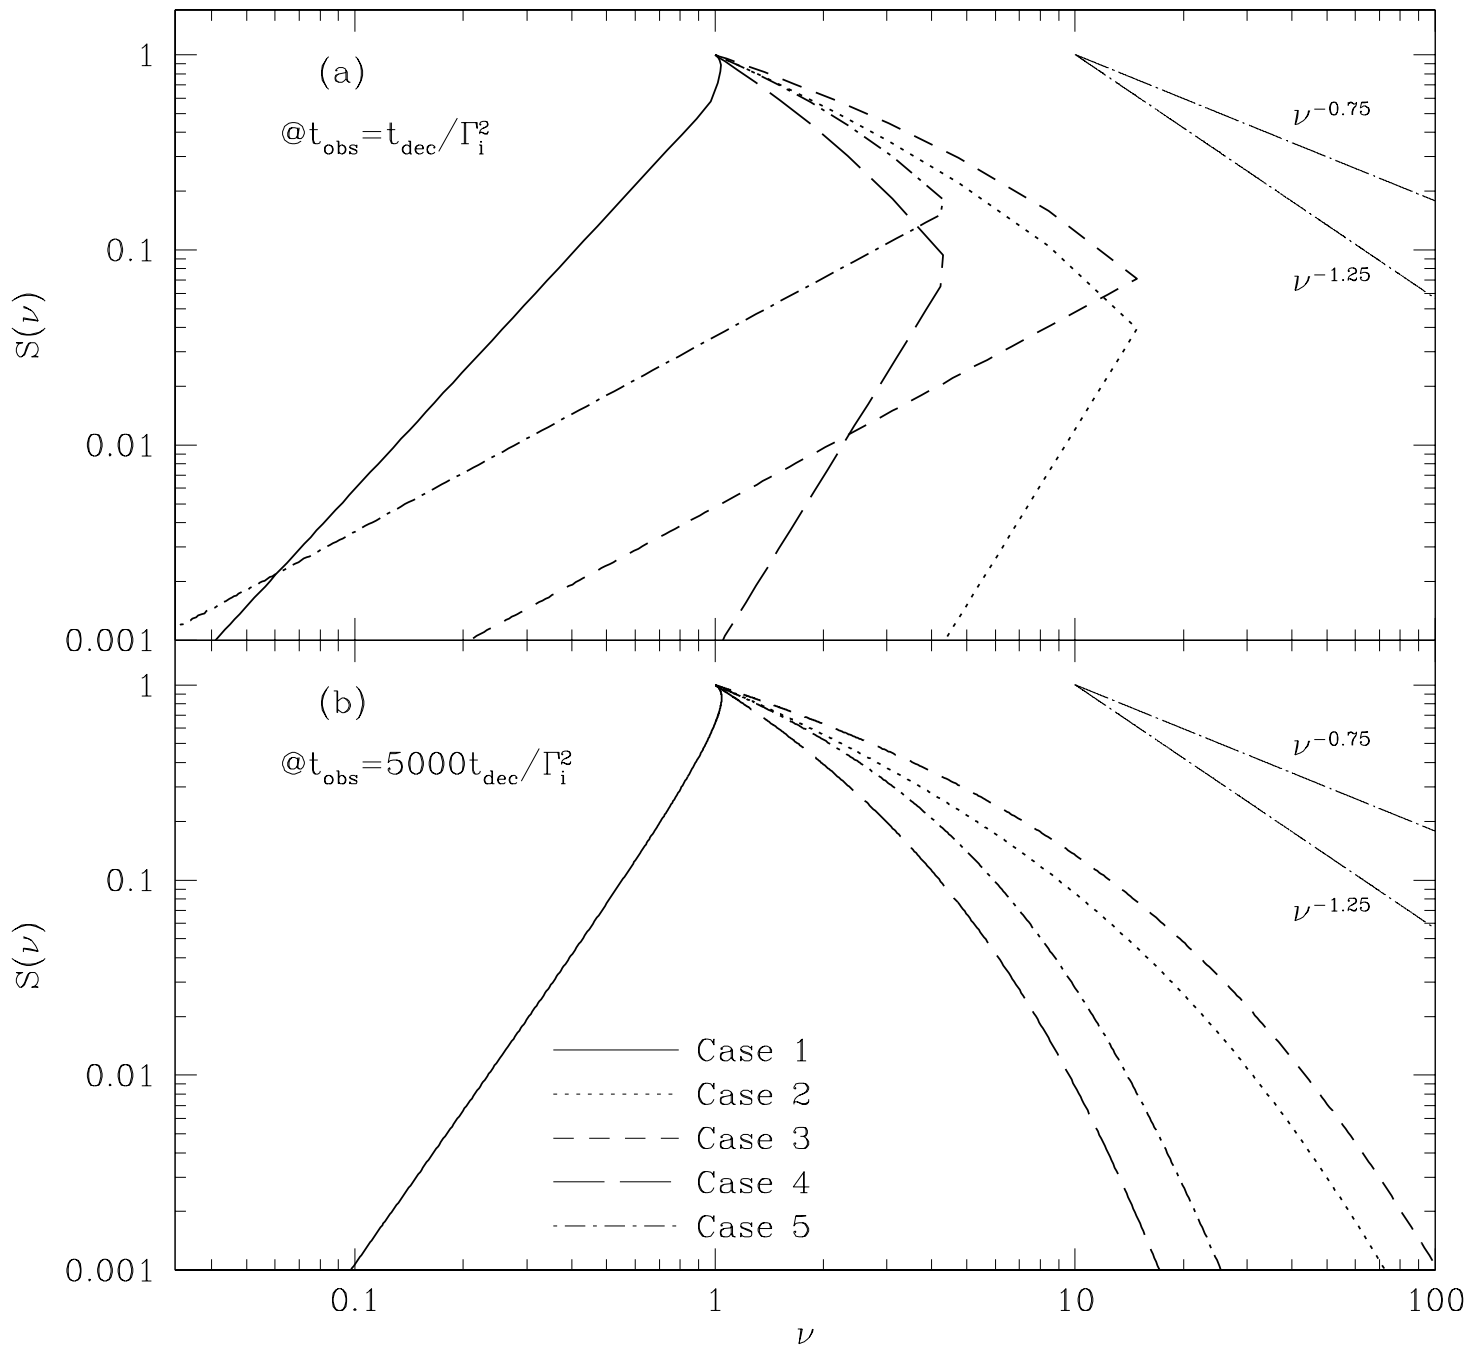 (a)
@t_obs=t_dec/Γ_i^2
ν^-0.75
ν^-1.25
S(ν)
1
0.1
0.01
0.001
(b)
@t_obs=5000t_dec/Γ_i^2
ν^-0.75
ν^-1.25
S(ν)
1
0.1
0.01
0.001
Case 1
Case 2
Case 3
Case 4
Case 5
0.1 1 10 100
ν